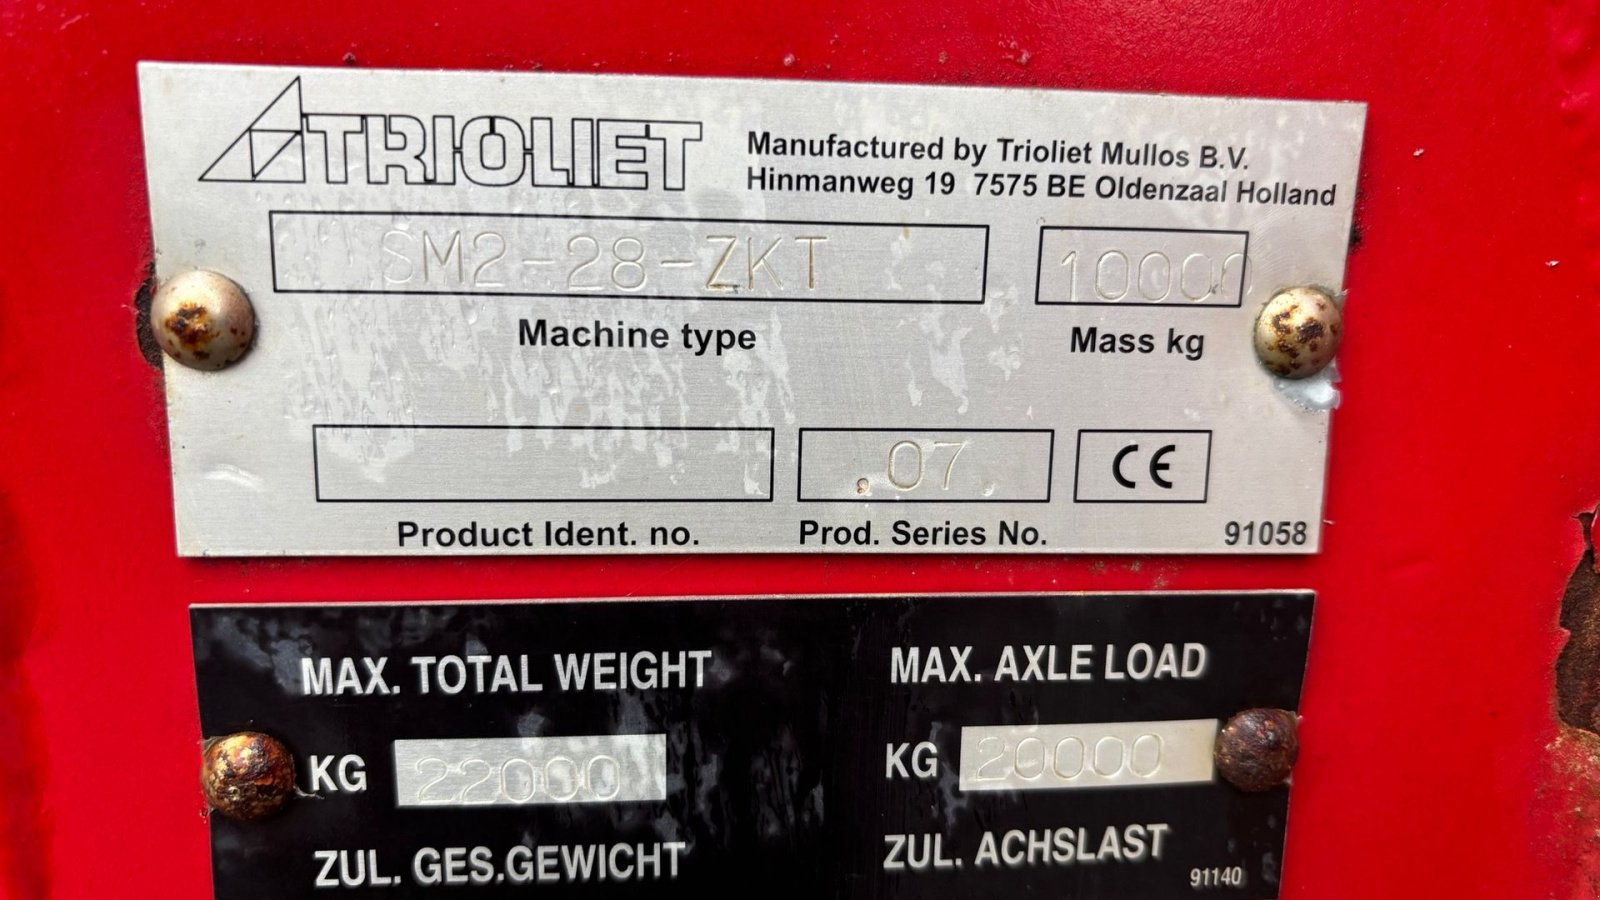 TRIOLIET
Manufactured by Trioliet Mullos B.V.
Hinmanweg 19 7575 BE Oldenzaal Holland
SM2-28-ZKT
10000
Machine type
Mass kg
.07.
CE
Product Ident. no.
Prod. Series No.
91058
MAX. TOTAL WEIGHT
MAX. AXLE LOAD
KG 22000
KG 20000
ZUL. GES.GEWICHT
ZUL. ACHSLAST
91140